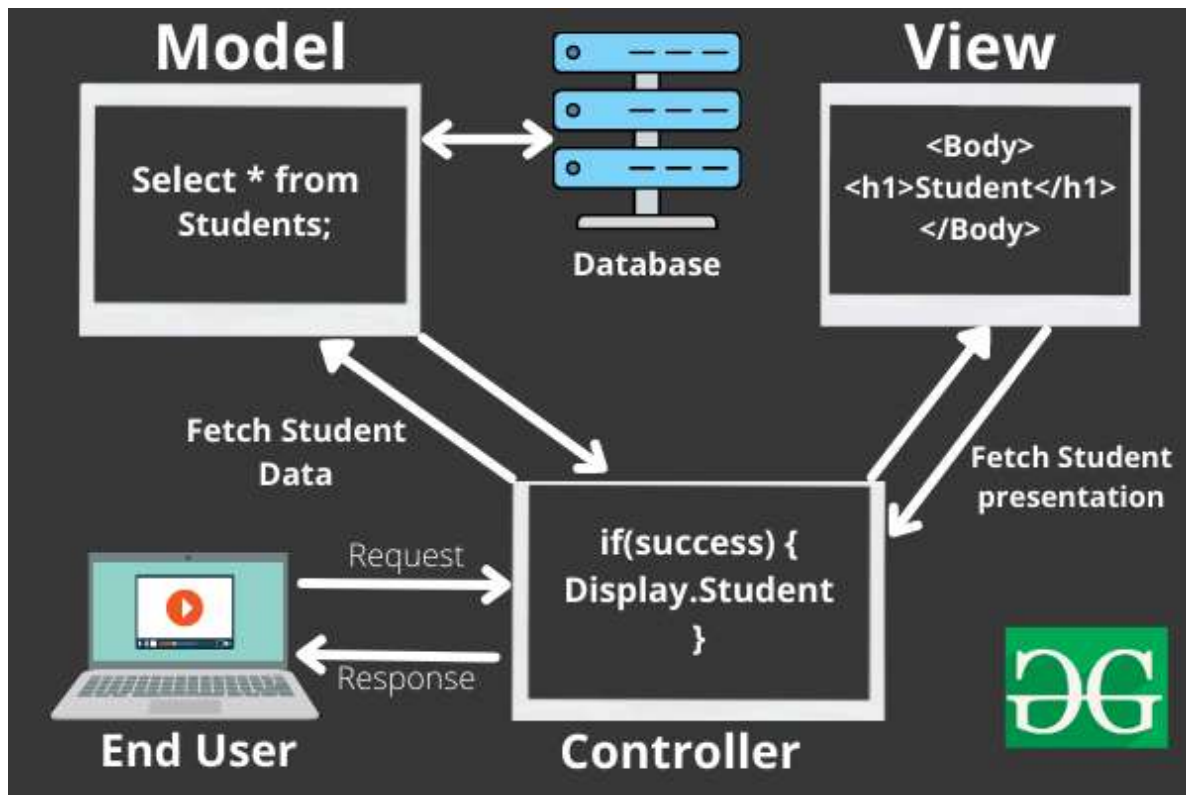 Model
View
Select * from
Students;
Database
<Body>
<h1>Student</h1>
</Body>
Fetch Student
Data
Fetch Student
presentation
Request
Response
if(success) {
Display.Student
}
End User
Controller
GG